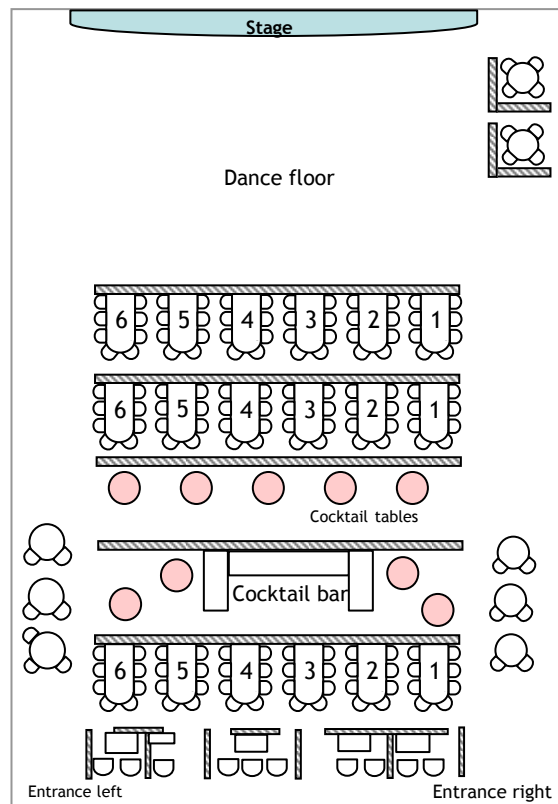 Stage
Dance floor
6 5 4 3 2 1
6 5 4 3 2 1
Cocktail tables
Cocktail bar
6 5 4 3 2 1
Entrance left
Entrance right